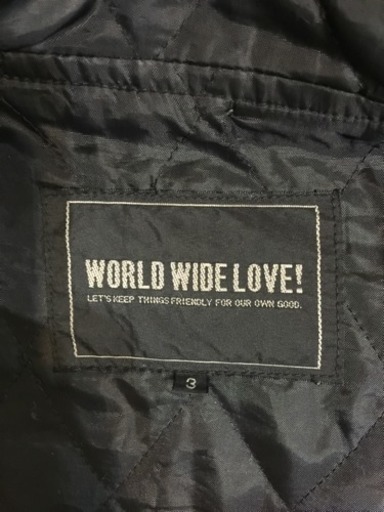 WORLD WIDE LOVE!
LET'S KEEP THINGS FRIENDLY FOR OUR OWN GOOD.
3